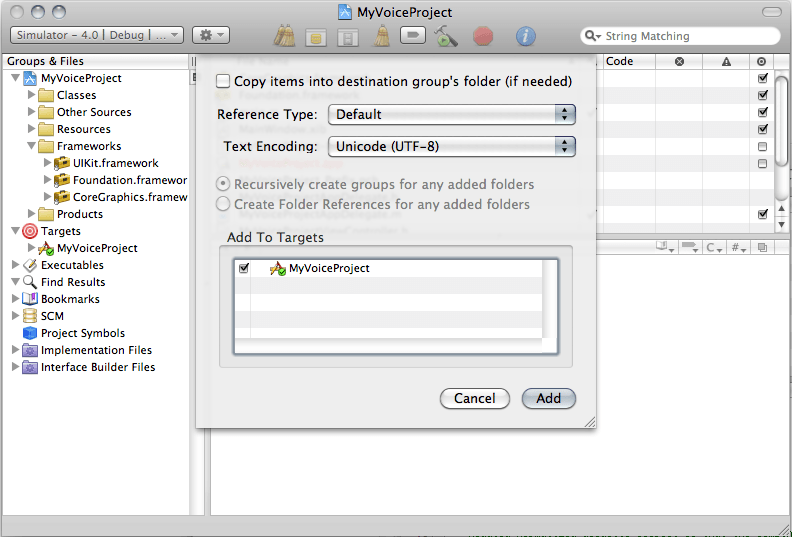 MyVoiceProject
Simulator - 4.0 | Debug | ...
String Matching
Groups & Files
Code
MyVoiceProject
Classes
Other Sources
Resources
Frameworks
UIKit.framework
Foundation.framewor
CoreGraphics.framew
Products
Targets
MyVoiceProject
Executables
Find Results
Bookmarks
SCM
Project Symbols
Implementation Files
Interface Builder Files
Copy items into destination group's folder (if needed)
Reference Type: Default
Text Encoding: Unicode (UTF-8)
Recursively create groups for any added folders
Create Folder References for any added folders
Add To Targets
MyVoiceProject
Cancel
Add
C
#